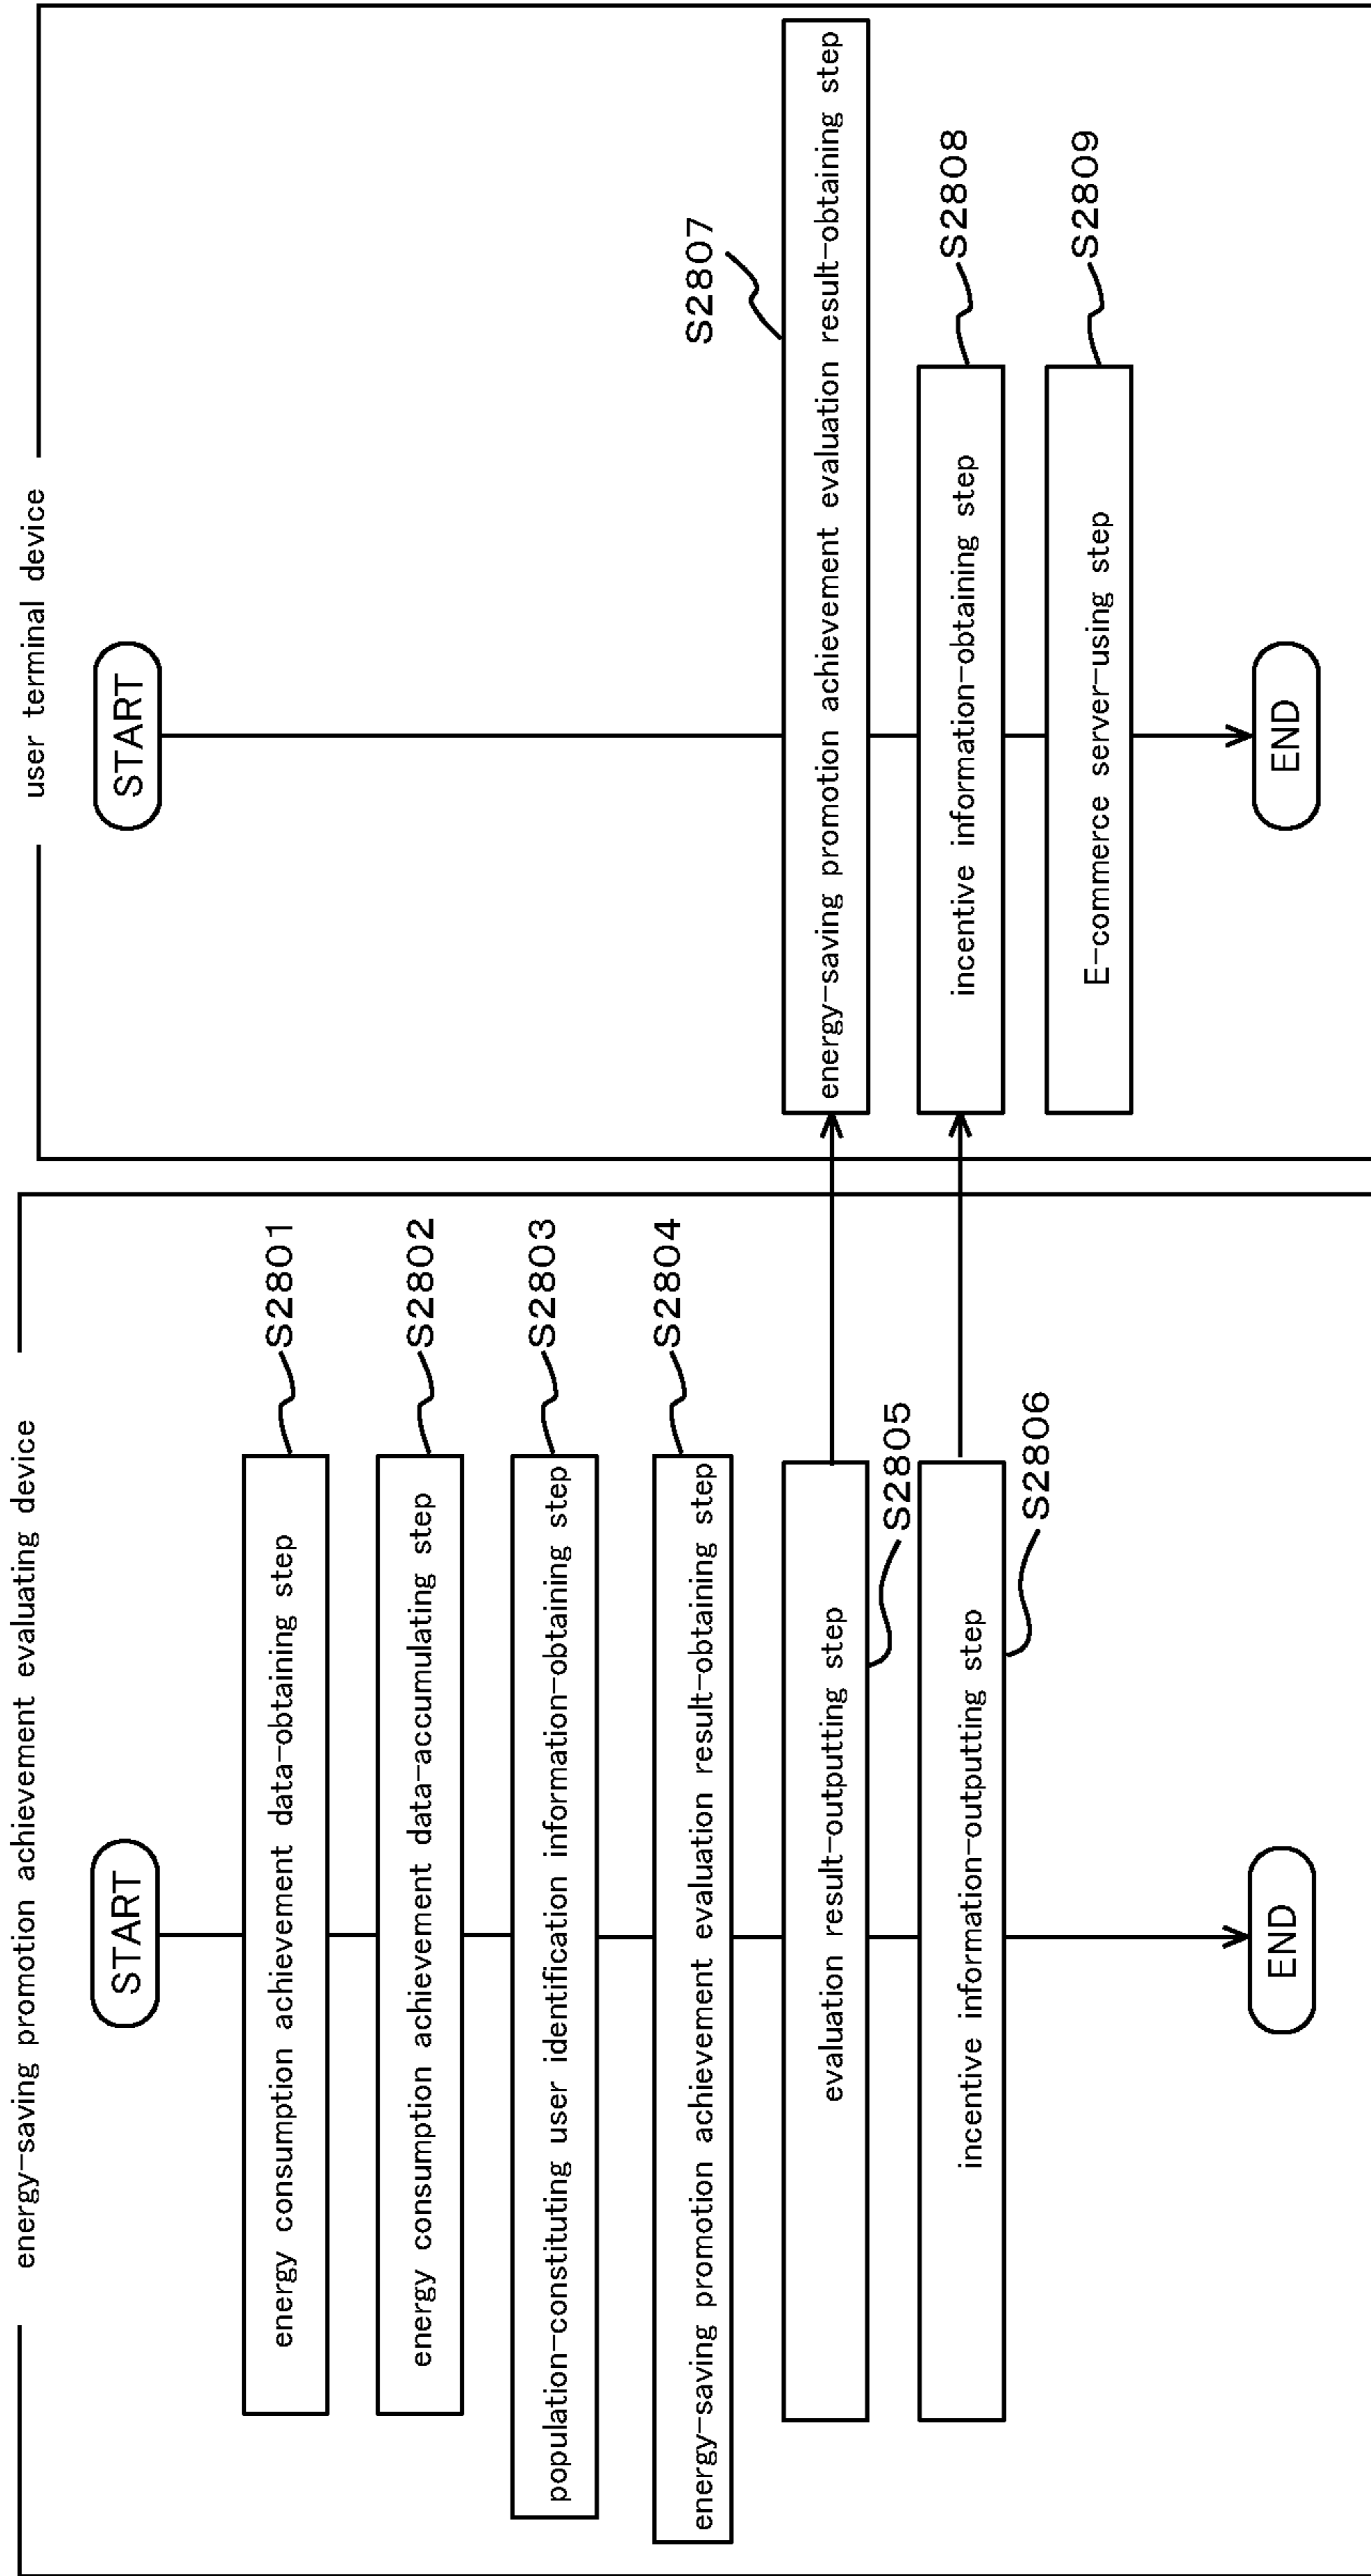 energy-saving promotion achievement evaluating device
START
energy consumption achievement data-obtaining step
S2801
energy consumption achievement data-accumulating step
S2802
population-constituting user identification information-obtaining step
S2803
energy-saving promotion achievement evaluation result-obtaining step
S2804
evaluation result-outputting step
S2805
incentive information-outputting step
S2806
END
user terminal device
START
S2807
energy-saving promotion achievement evaluation result-obtaining step
incentive information-obtaining step
S2808
E-commerce server-using step
S2809
END